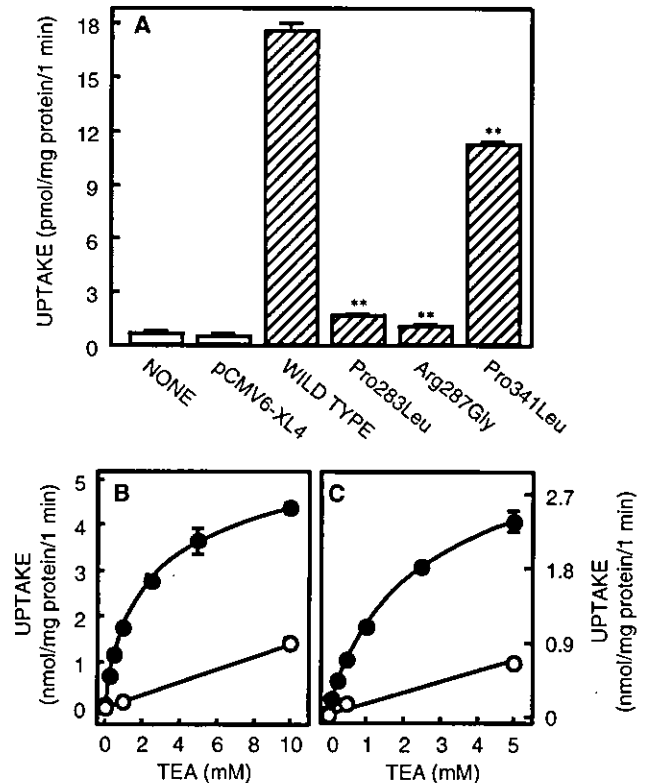 A
UPTAKE (pmol/mg protein/1 min)
18
15
12
9
6
3
0
**
**
**
NONE
pCMV6-XL4
WILD TYPE
Pro283Leu
Arg287Gly
Pro341Leu
B
UPTAKE
(nmol/mg protein/1 min)
5
4
3
2
1
0
0 2 4 6 8 10
TEA (mM)
C
2.7
1.8
0.9
0
UPTAKE
(nmol/mg protein/1 min)
0 1 2 3 4 5
TEA (mM)